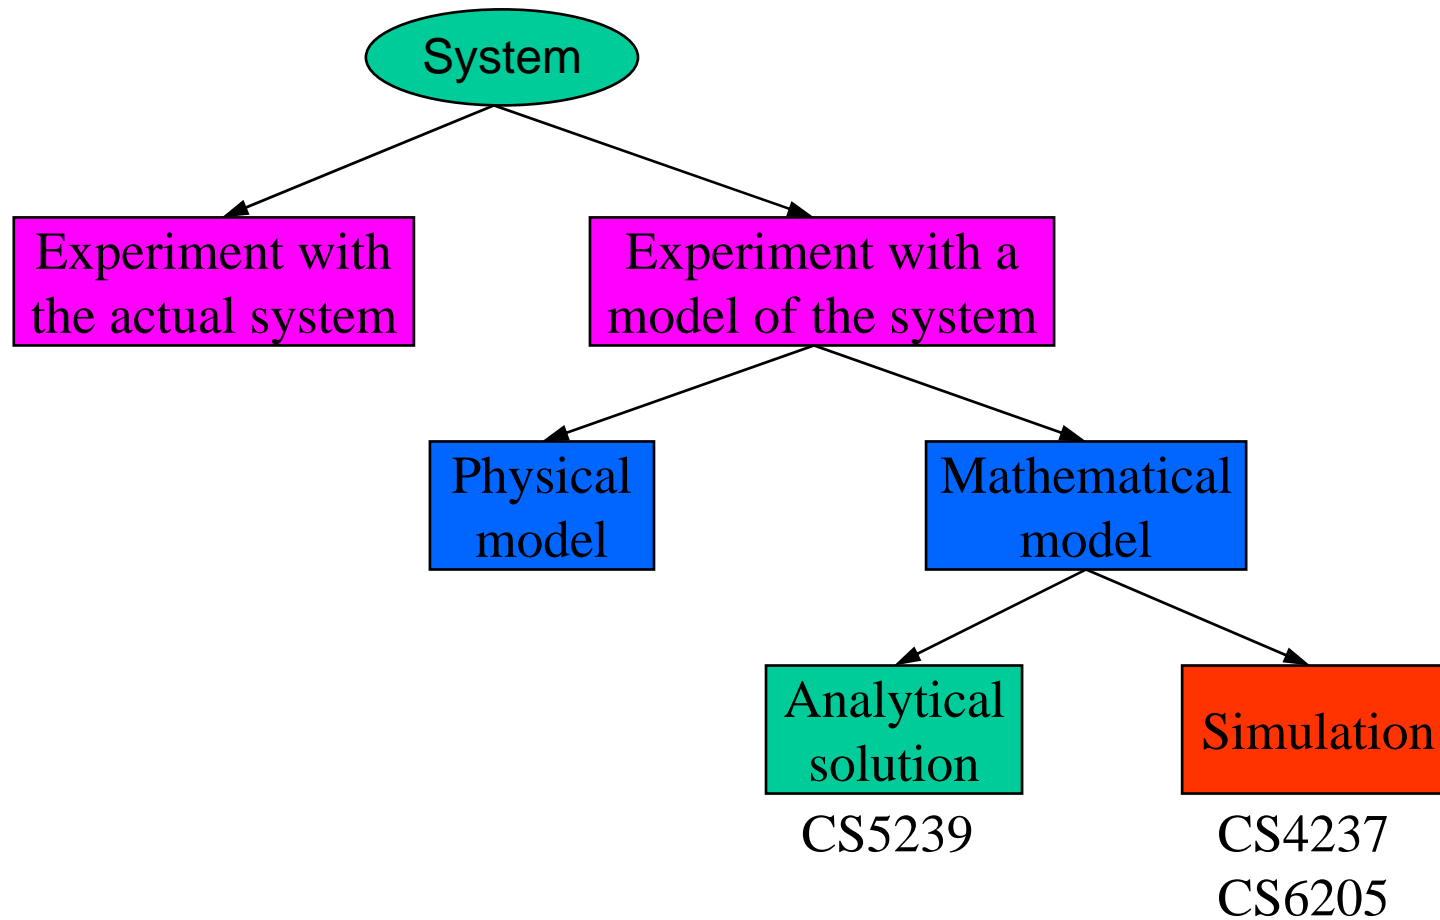 System
Experiment with
the actual system
Experiment with a
model of the system
Physical
model
Mathematical
model
Analytical
solution
Simulation
CS5239
CS4237
CS6205